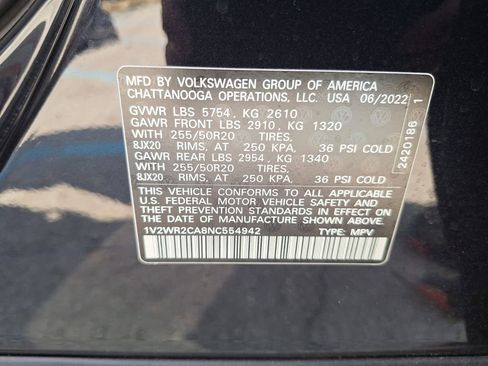 MFD BY VOLKSWAGEN GROUP OF AMERICA
CHATTANOOGA OPERATIONS, LLC. USA 06/2022
GVWR LBS 5754, KG 2610
GAWR FRONT LBS 2910, KG 1320
WITH 255/50R20 TIRES,
8JX20 RIMS, AT 250 KPA. 36 PSI COLD
GAWR REAR LBS 2954, KG 1340
WITH 255/50R20 TIRES,
8JX20 RIMS, AT 250 KPA. 36 PSI COLD
THIS VEHICLE CONFORMS TO ALL APPLICABLE
U.S. FEDERAL MOTOR VEHICLE SAFETY AND
THEFT PREVENTION STANDARDS IN EFFECT ON THE
DATE OF MANUFACTURE SHOWN ABOVE.
1V2WR2CA8NC554942 TYPE: MPV
2420186 1